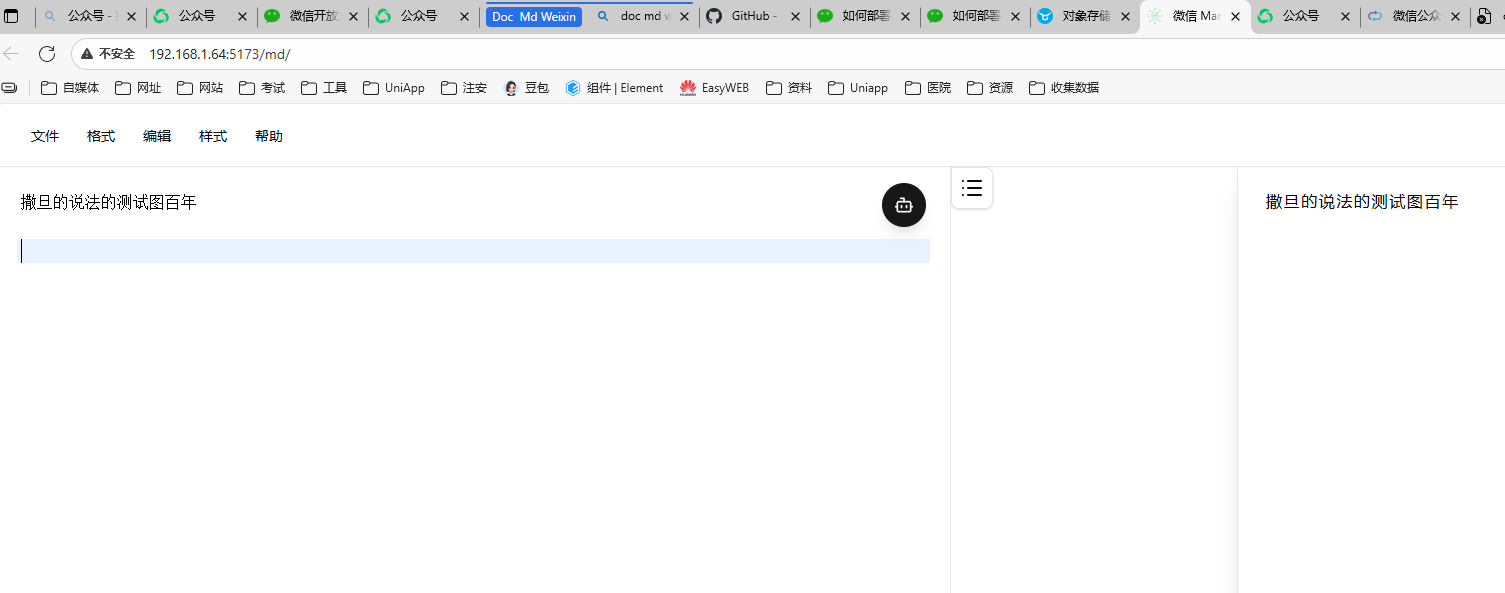 公众号 -
公众号
微信开放
公众号
Doc Md Weixin
doc md w
GitHub -
如何部署
如何部署
对象存储
微信 Mar
公众号
微信公众
不安全 192.168.1.64:5173/md/
自媒体 网址 网站 考试 工具 UniApp 注安 豆包 组件 | Element EasyWEB 资料 Uniapp 医院 资源 收集数据
文件 格式 编辑 样式 帮助
撒旦的说法的测试图百年
撒旦的说法的测试图百年